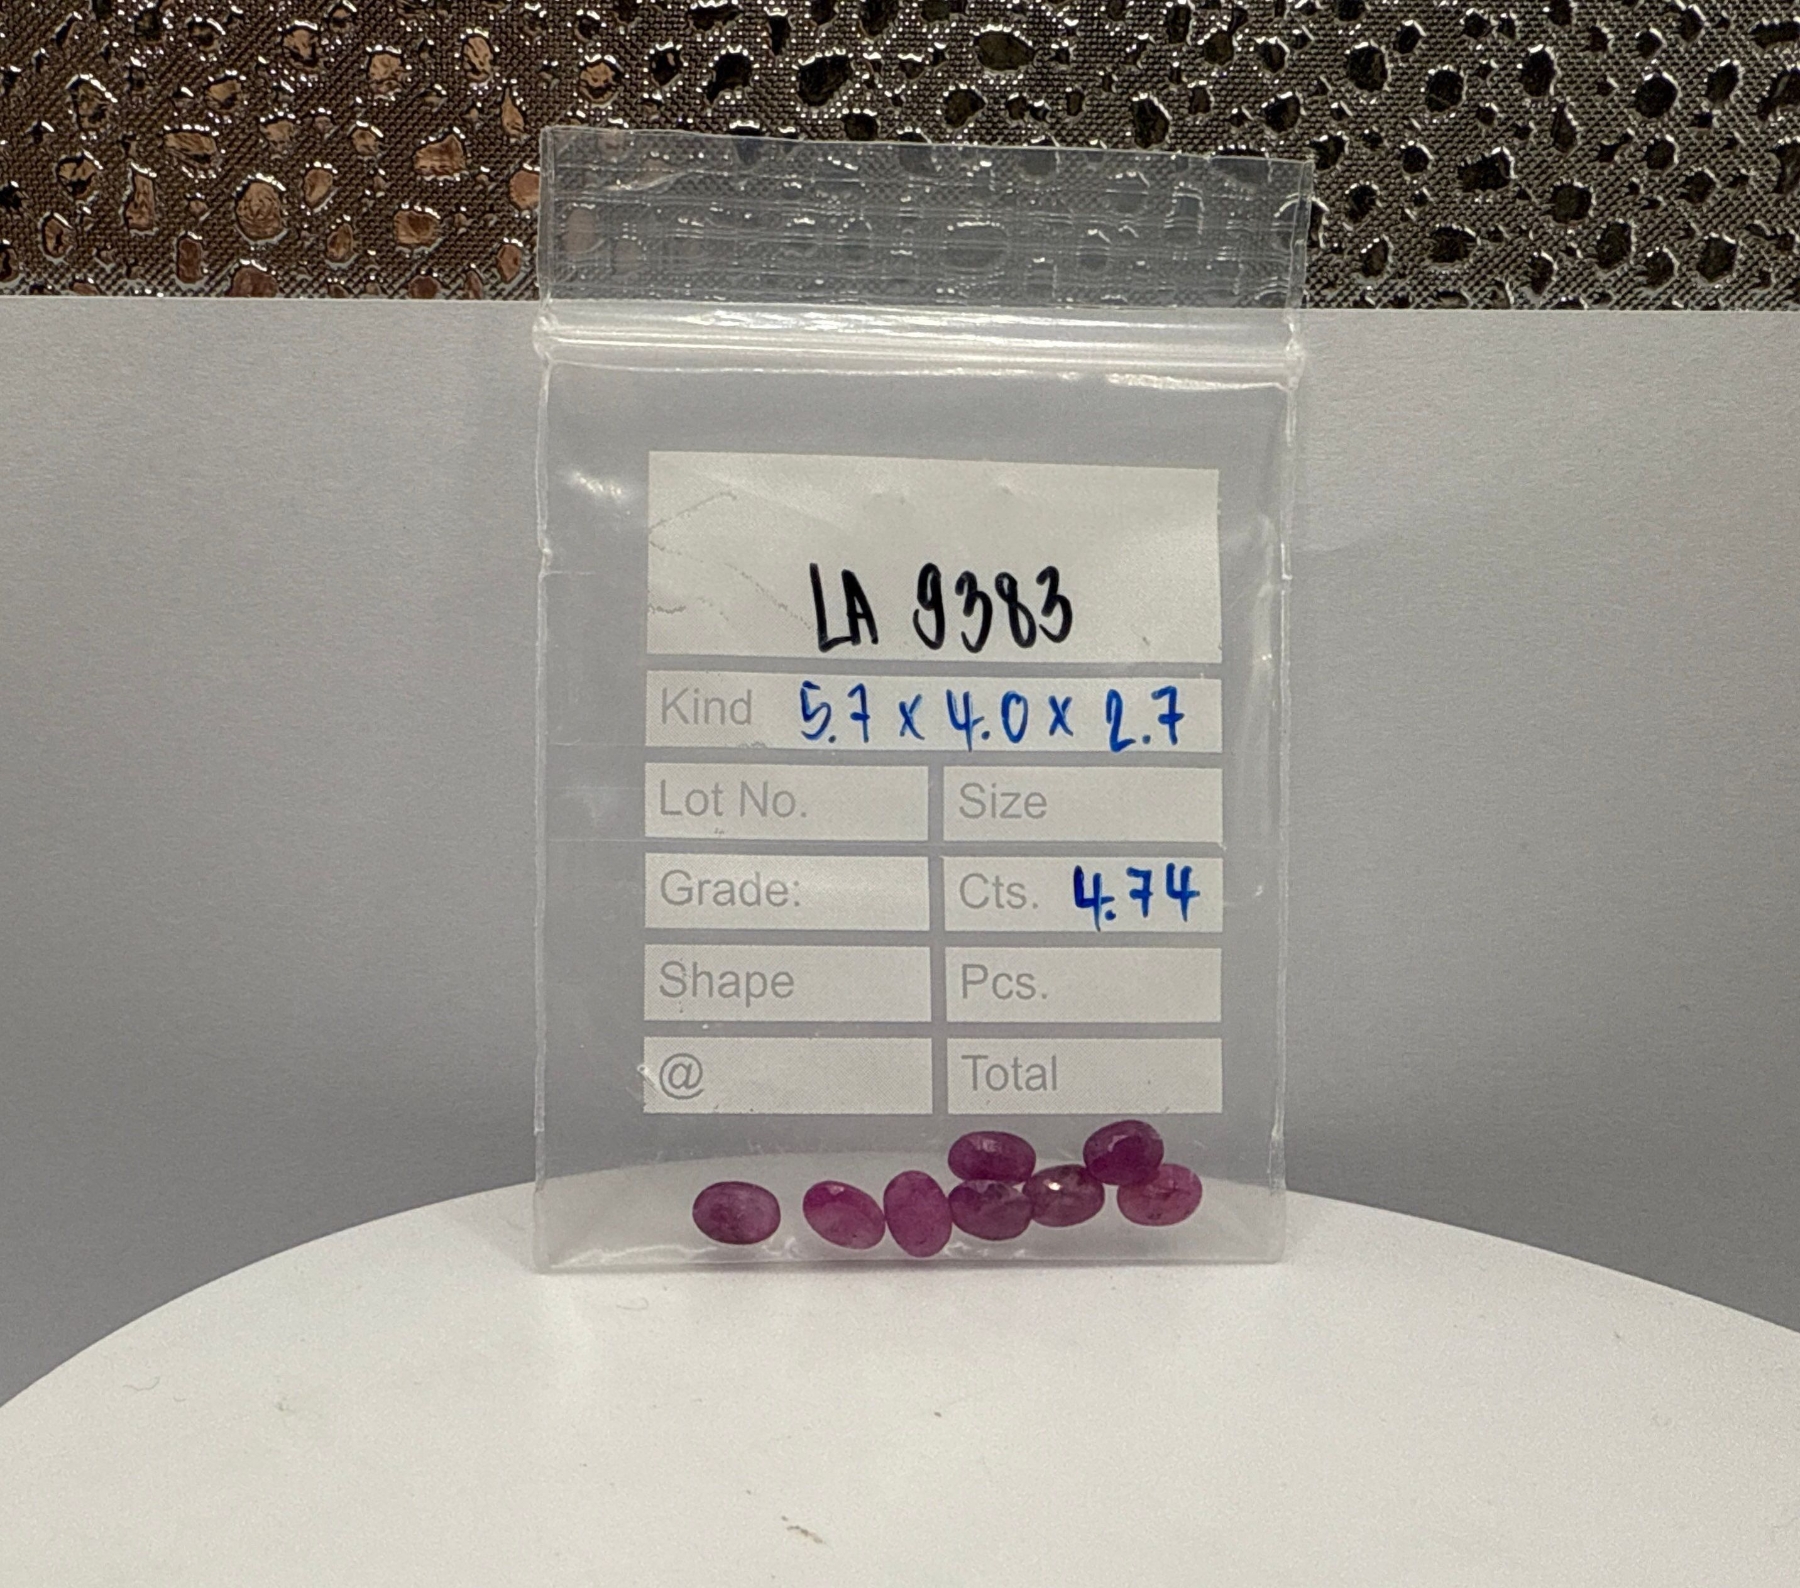 LA 9383
Kind 5.7 x 4.0 x 2.7
Lot No. Size
Grade: Cts. 4.74
Shape Pcs.
@ Total